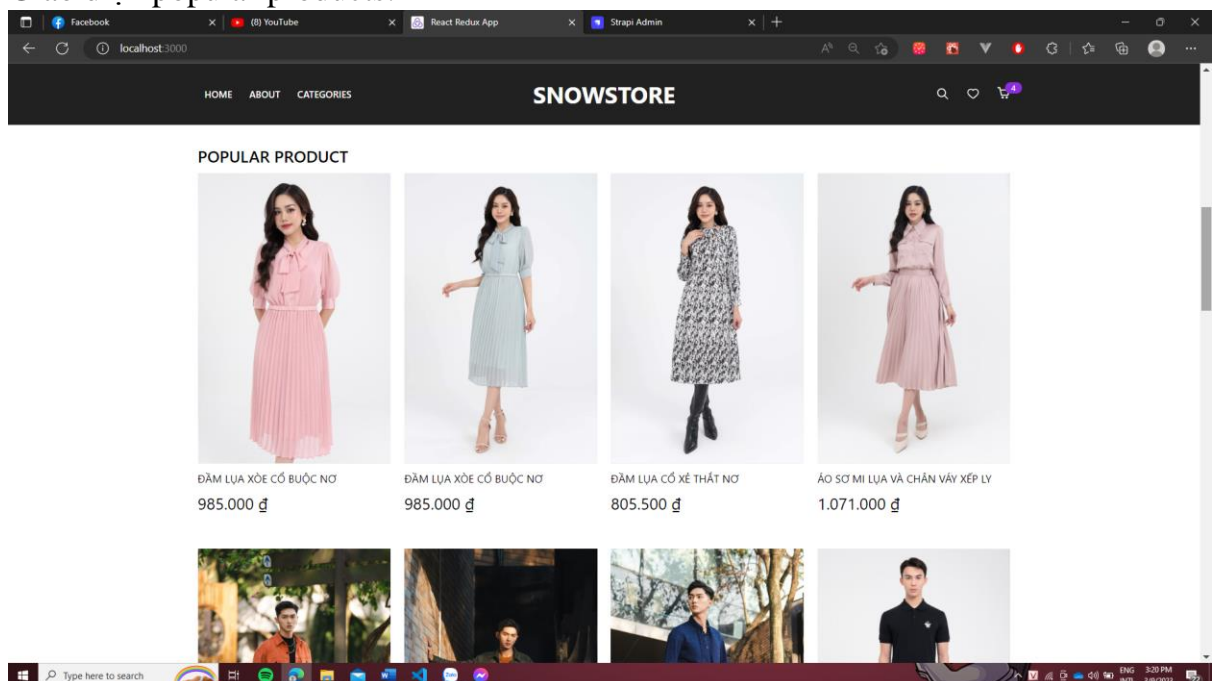 popular products.
Facebook
(8) YouTube
React Redux App
Strapi Admin
localhost:3000
HOME ABOUT CATEGORIES
SNOWSTORE
4
POPULAR PRODUCT
ĐẦM LỤA XÒE CỔ BUỘC NƠ
985.000 ₫
ĐẦM LỤA XÒE CỔ BUỘC NƠ
985.000 ₫
ĐẦM LỤA CỔ XẺ THẮT NƠ
805.500 ₫
ÁO SƠ MI LỤA VÀ CHÂN VÁY XẾP LY
1.071.000 ₫
Type here to search
ENG
3:20 PM